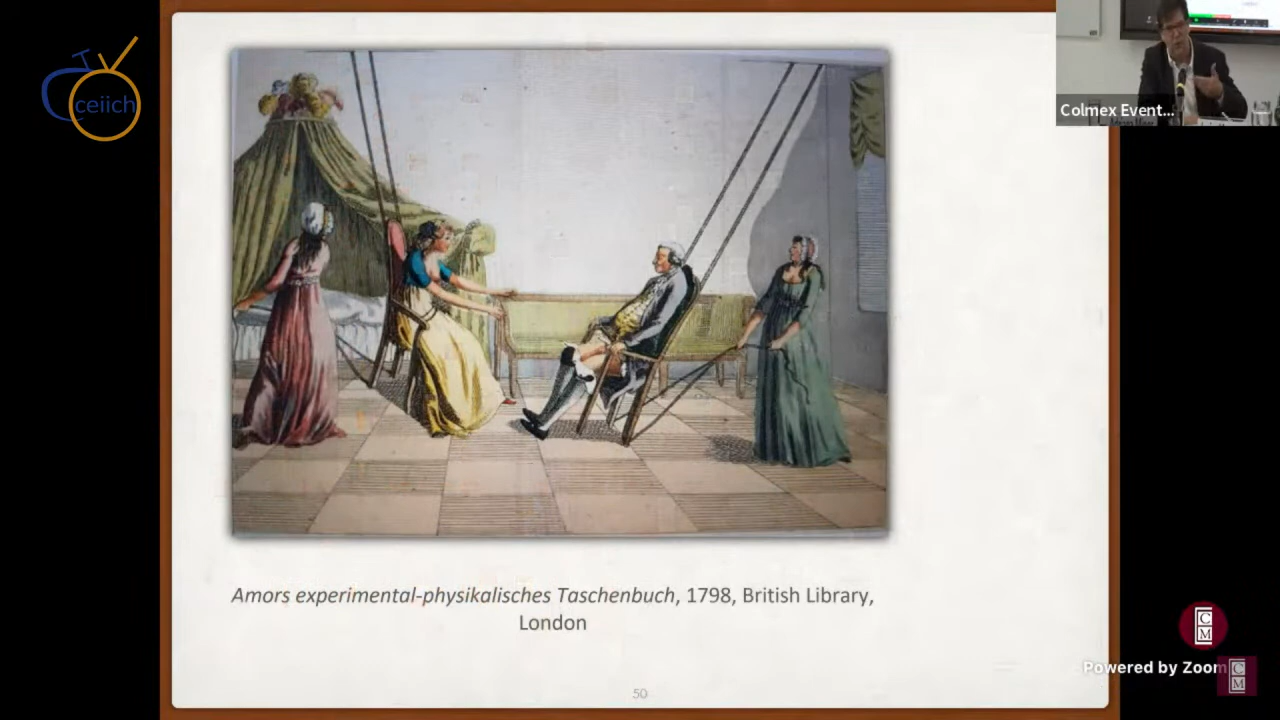 ceiich
Colmex Event...
Amors experimental-physikalisches Taschenbuch, 1798, British Library,
London
C
M
Powered by Zoom
C
M
50